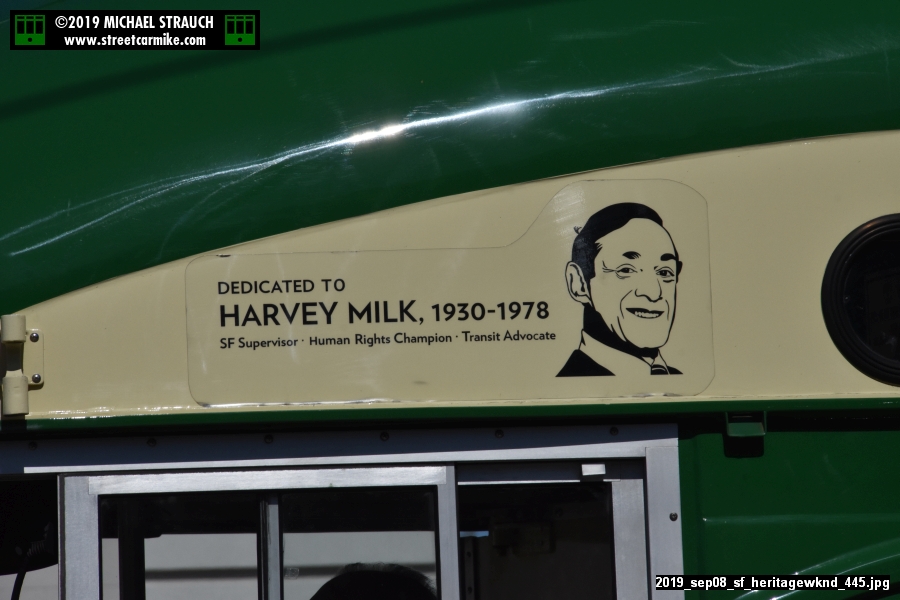 ©2019 MICHAEL STRAUCH
www.streetcarmike.com
DEDICATED TO
HARVEY MILK, 1930-1978
SF Supervisor · Human Rights Champion · Transit Advocate
2019_sep08_sf_heritagewknd_445.jpg